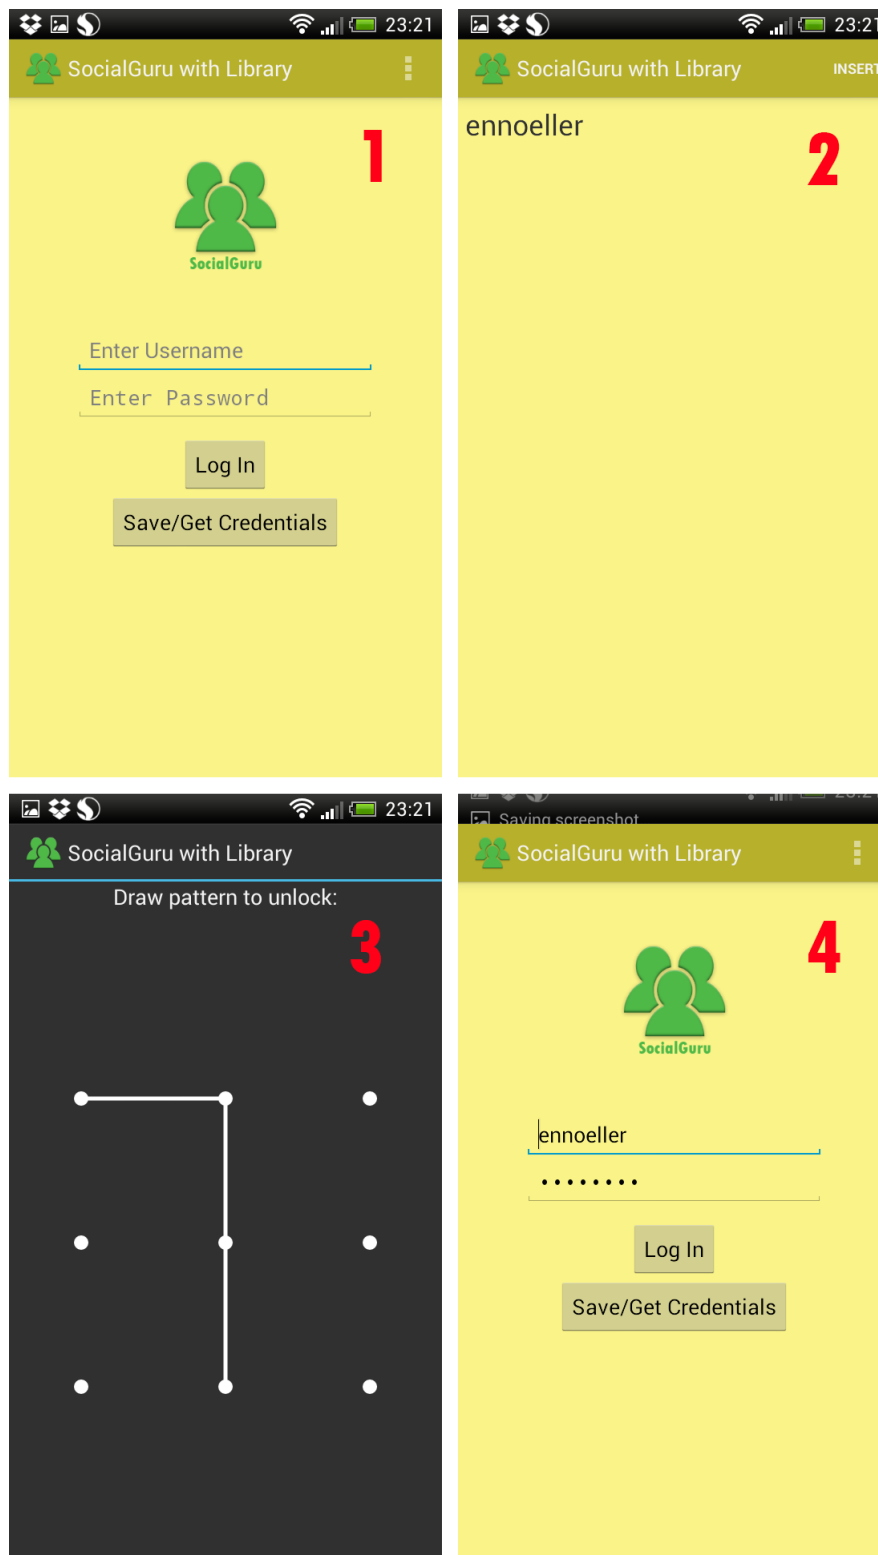 23:21
SocialGuru with Library
1
SocialGuru
Enter Username
Enter Password
Log In
Save/Get Credentials
23:21
SocialGuru with Library INSERT
ennoeller
2
23:21
SocialGuru with Library
Draw pattern to unlock:
3
Saving screenshot
SocialGuru with Library
4
SocialGuru
ennoeller
••••••••
Log In
Save/Get Credentials